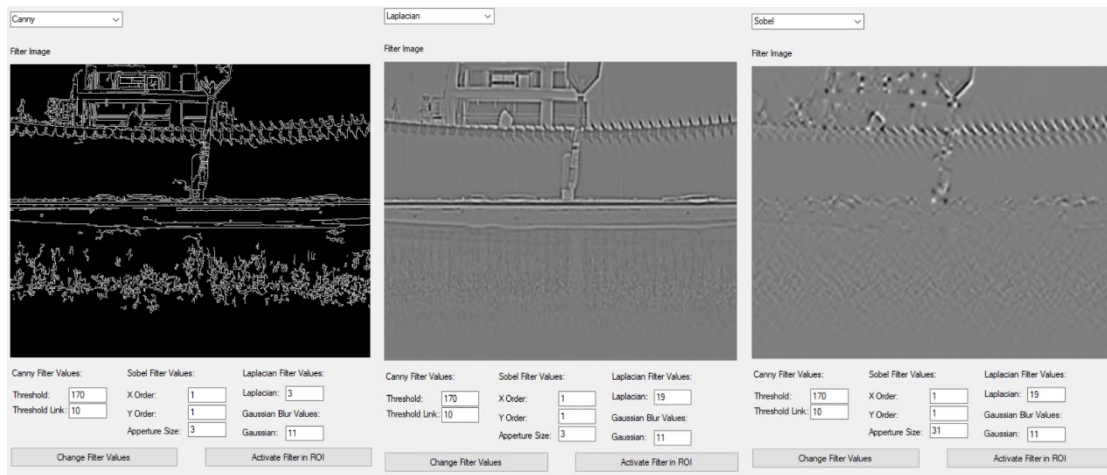 Canny
Filter Image
Canny Filter Values:
Sobel Filter Values:
Laplacian Filter Values:
Threshold: 170
X Order: 1
Laplacian: 3
Threshold Link: 10
Y Order: 1
Gaussian Blur Values:
Apperture Size: 3
Gaussian: 11
Change Filter Values
Activate Filter in ROI
Laplacian
Filter Image
Canny Filter Values:
Sobel Filter Values:
Laplacian Filter Values:
Threshold: 170
X Order: 1
Laplacian: 19
Threshold Link: 10
Y Order: 1
Gaussian Blur Values:
Apperture Size: 3
Gaussian: 11
Change Filter Values
Activate Filter in ROI
Sobel
Filter Image
Canny Filter Values:
Sobel Filter Values:
Laplacian Filter Values:
Threshold: 170
X Order: 1
Laplacian: 19
Threshold Link: 10
Y Order: 1
Gaussian Blur Values:
Apperture Size: 31
Gaussian: 11
Change Filter Values
Activate Filter in ROI